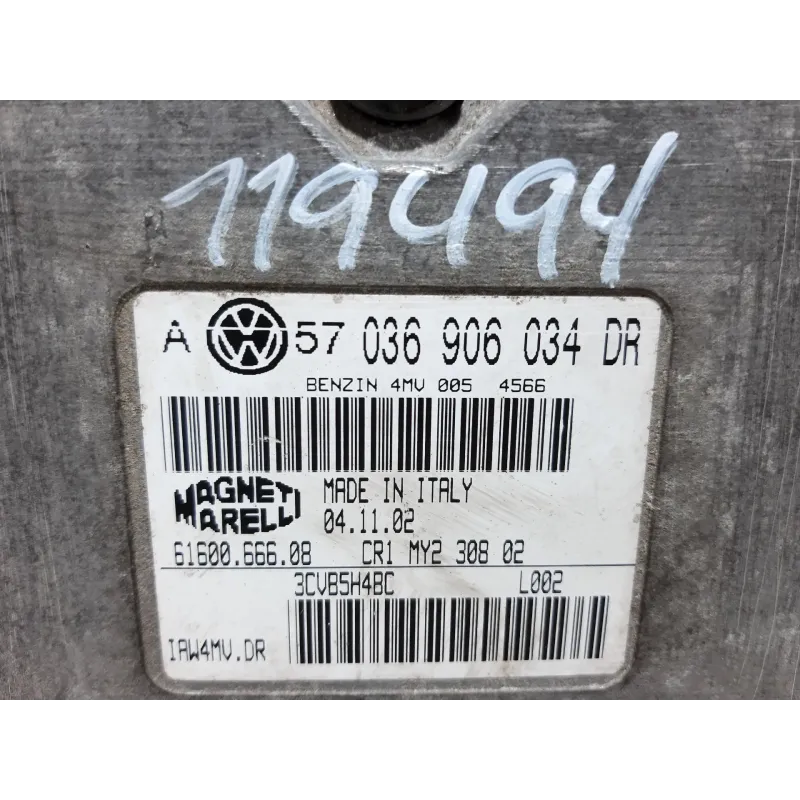 119494
A 57 036 906 034 DR
BENZIN 4MV 005 4566
MAGNETI MADE IN ITALY
MARELLI 04.11.02
61600.666.08 CR1 MY2 308 02
3CVB5H4BC L002
IAW4MV.DR